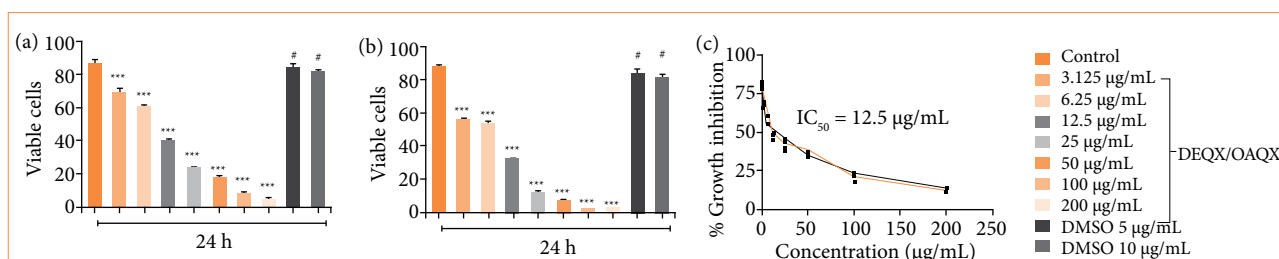 (a)
100
80
60
40
20
0
Viable cells
***
***
***
***
***
***
***
#
#
24 h
(b)
100
80
60
40
20
0
Viable cells
***
***
***
***
***
***
***
#
#
24 h
(c)
100
75
50
25
0
% Growth inhibition
IC50 = 12.5 µg/mL
0 50 100 150 200 250
Concentration (µg/mL)
Control
3.125 µg/mL
6.25 µg/mL
12.5 µg/mL
25 µg/mL
50 µg/mL
100 µg/mL
200 µg/mL
DMSO 5 µg/mL
DMSO 10 µg/mL
DEQX/OAQX